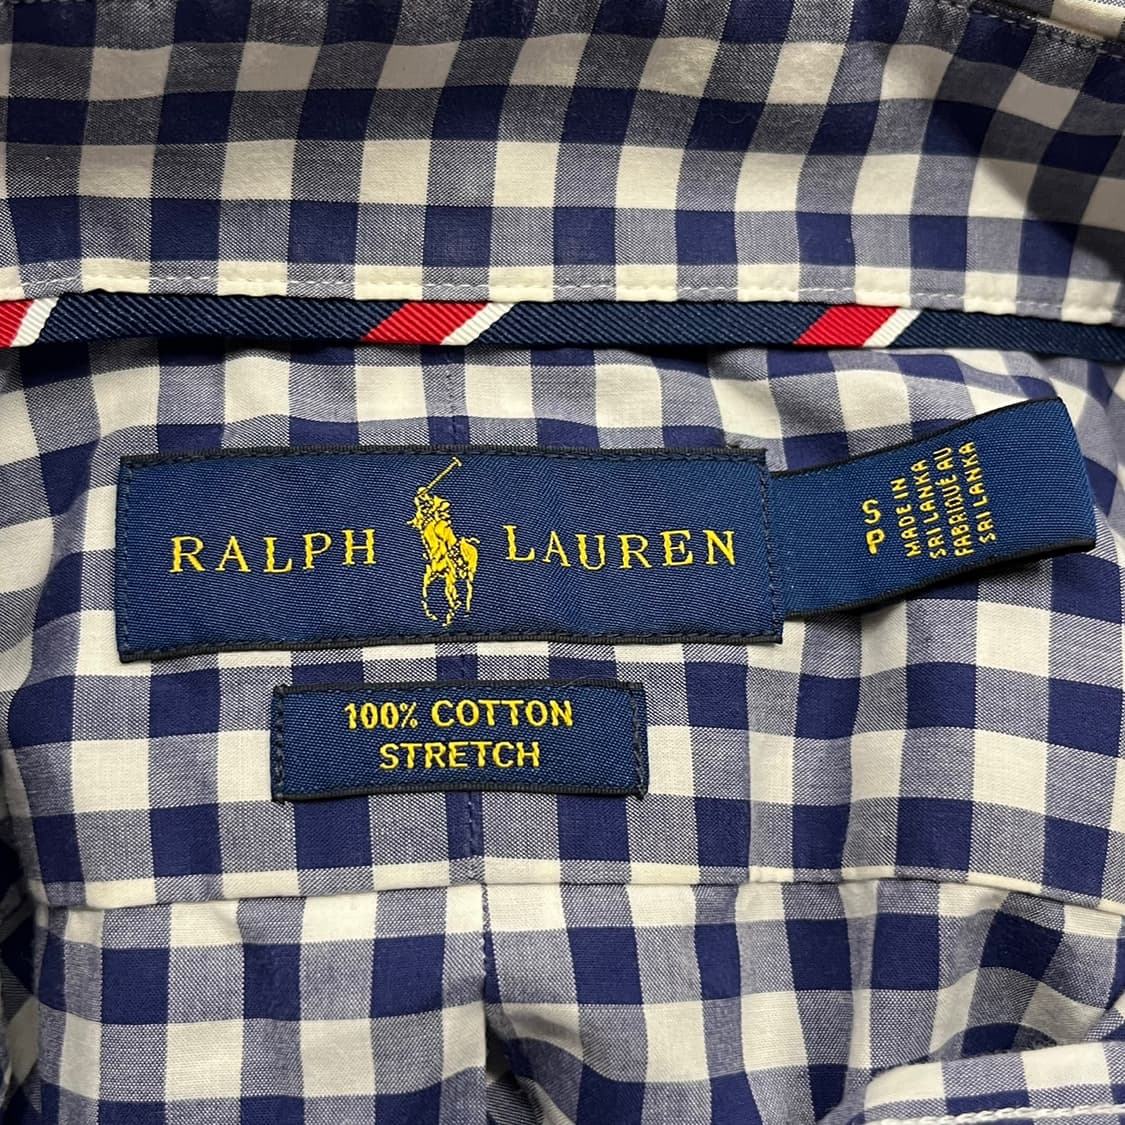 RALPH LAUREN
S
P
MADE IN
SRI LANKA
FABRIQUÉ AU
SRI LANKA
100% COTTON
STRETCH